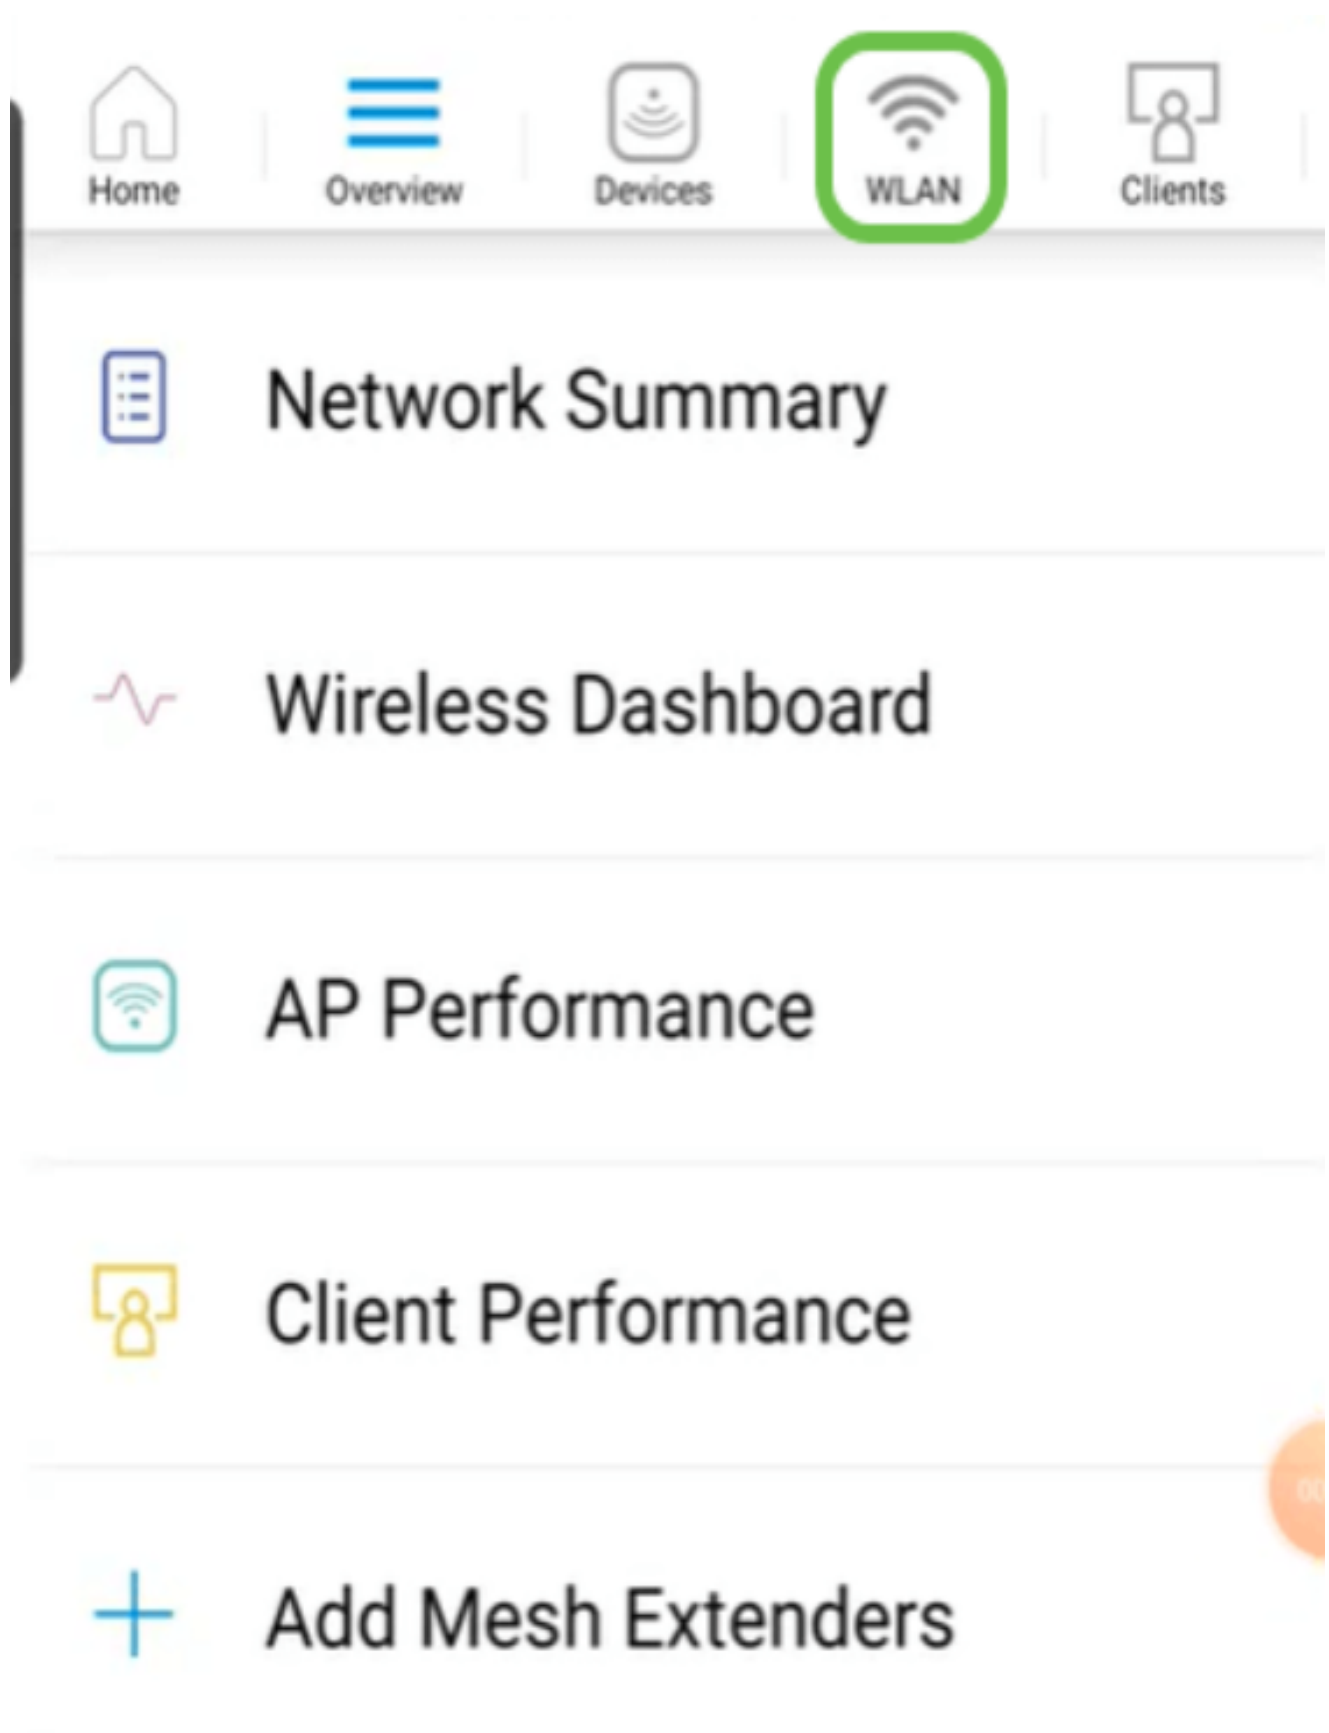 Home Overview Devices WLAN Clients
Network Summary
Wireless Dashboard
AP Performance
Client Performance
Add Mesh Extenders